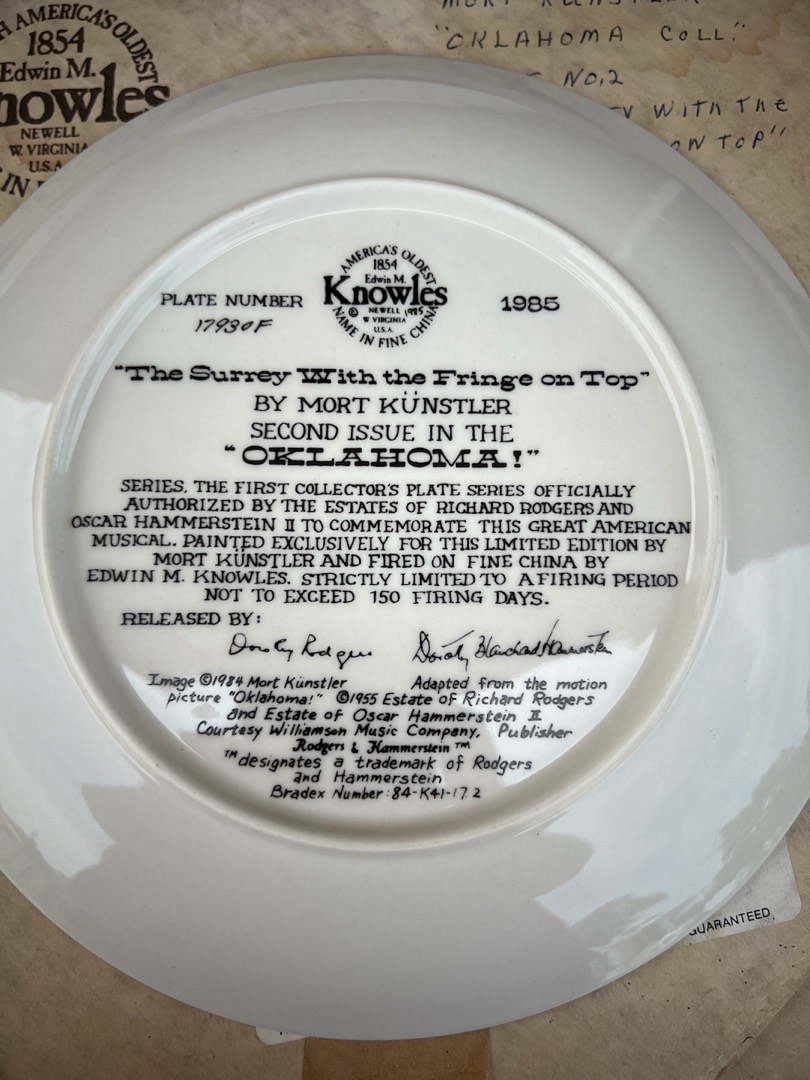 AMERICA'S OLDEST
1854
Edwin M.
Knowles
NEWELL
W. VIRGINIA
U.S.A.
IN
"OKLAHOMA COLL."
NO. 2
WITH THE
ON TOP"
AMERICA'S OLDEST
1854
Edwin M.
Knowles
© NEWELL 1985
W VIRGINIA
U.S.A.
NAME IN FINE CHINA
PLATE NUMBER
17930F
1985
"The Surrey With the Fringe on Top"
BY MORT KÜNSTLER
SECOND ISSUE IN THE
"OKLAHOMA!"
SERIES, THE FIRST COLLECTOR'S PLATE SERIES OFFICIALLY
AUTHORIZED BY THE ESTATES OF RICHARD RODGERS AND
OSCAR HAMMERSTEIN II TO COMMEMORATE THIS GREAT AMERICAN
MUSICAL. PAINTED EXCLUSIVELY FOR THIS LIMITED EDITION BY
MORT KÜNSTLER AND FIRED ON FINE CHINA BY
EDWIN M. KNOWLES. STRICTLY LIMITED TO A FIRING PERIOD
NOT TO EXCEED 150 FIRING DAYS.
RELEASED BY:
Dorothy Rodgers Dorothy Blanchard Hammerstein
Image ©1984 Mort Künstler Adapted from the motion
picture "Oklahoma!" ©1955 Estate of Richard Rodgers
and Estate of Oscar Hammerstein II
Courtesy Williamson Music Company, Publisher
Rodgers & Hammerstein ™
™designates a trademark of Rodgers
and Hammerstein
Bradex Number: 84-K41-17.2
GUARANTEED.